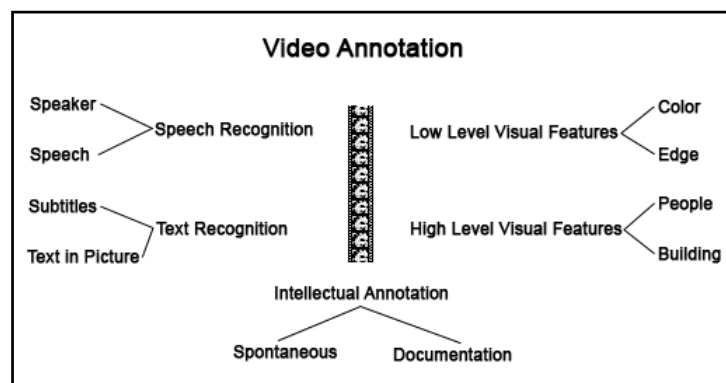 Video Annotation
Speaker
Speech Recognition
Speech
Subtitles
Text Recognition
Text in Picture
Low Level Visual Features
Color
Edge
High Level Visual Features
People
Building
Intellectual Annotation
Spontaneous
Documentation